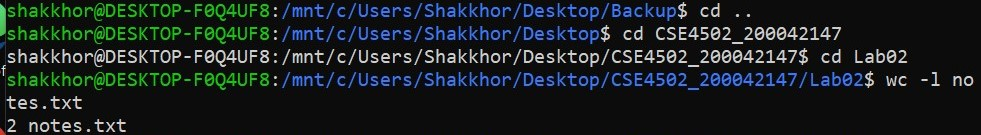 shakkhor@DESKTOP-F0Q4UF8:/mnt/c/Users/Shakkhor/Desktop/Backup$ cd ..
shakkhor@DESKTOP-F0Q4UF8:/mnt/c/Users/Shakkhor/Desktop$ cd CSE4502_200042147
shakkhor@DESKTOP-F0Q4UF8:/mnt/c/Users/Shakkhor/Desktop/CSE4502_200042147$ cd Lab02
shakkhor@DESKTOP-F0Q4UF8:/mnt/c/Users/Shakkhor/Desktop/CSE4502_200042147/Lab02$ wc -l no
tes.txt
2 notes.txt